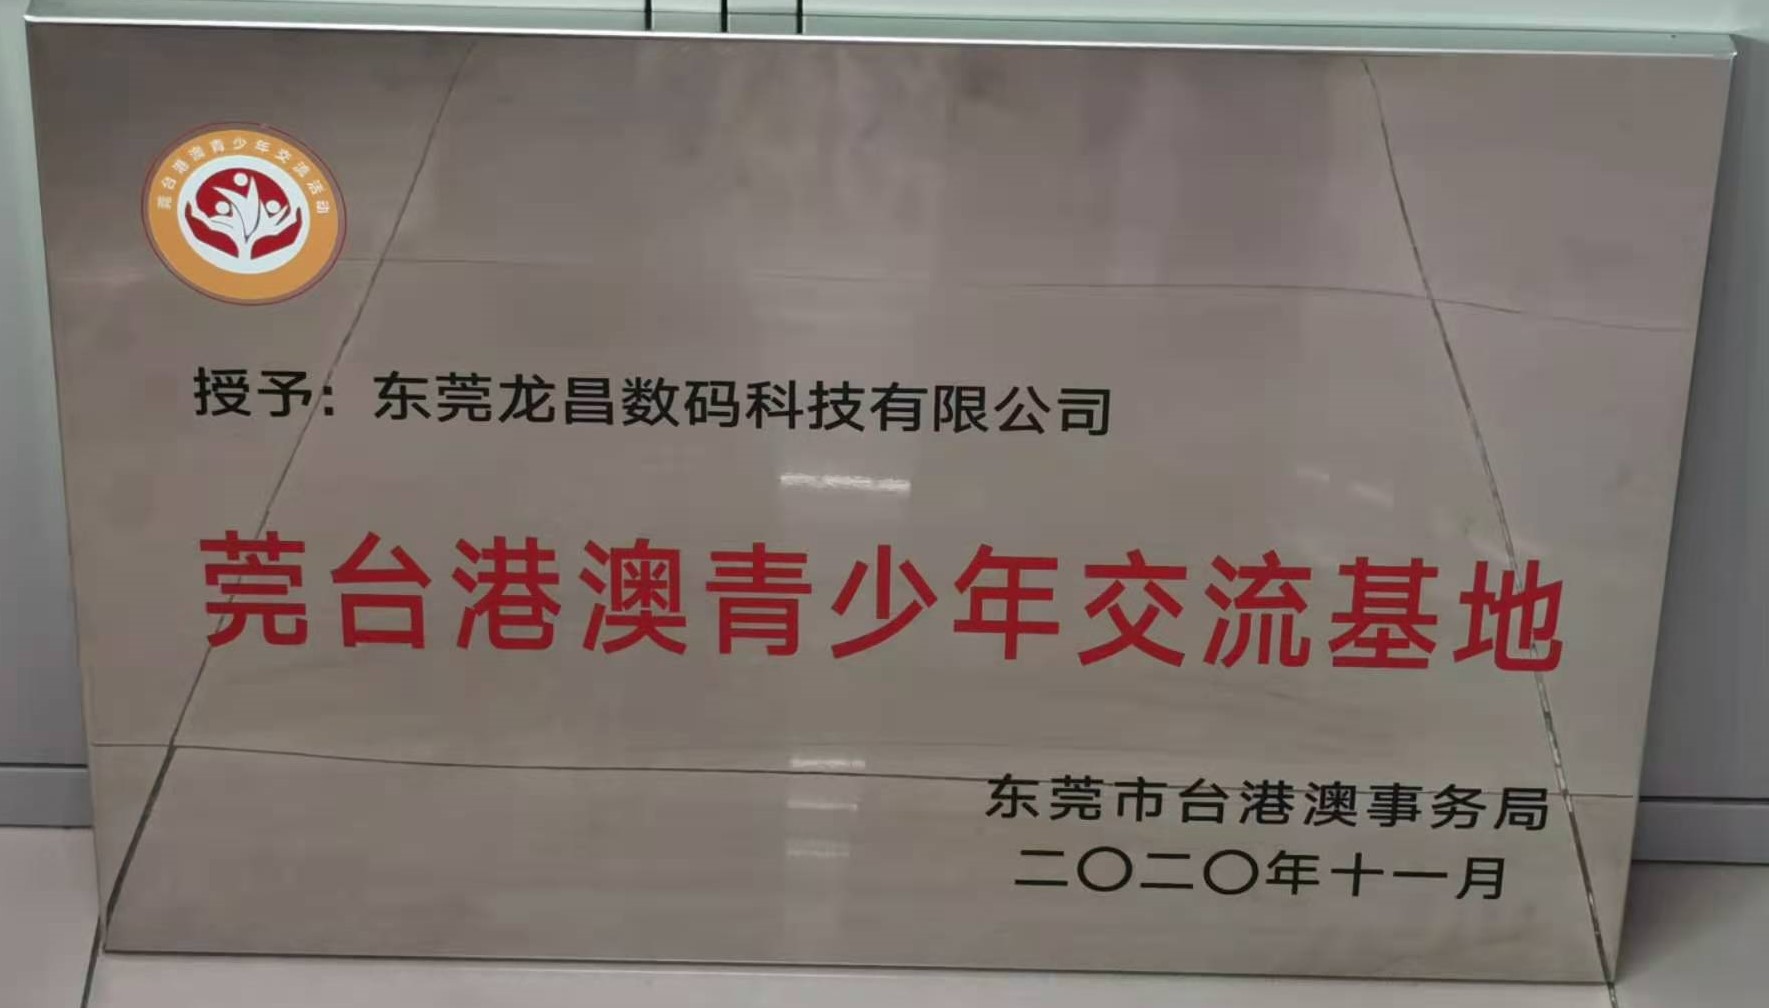 莞台港澳青少年交流活动
授予：东莞龙昌数码科技有限公司
莞台港澳青少年交流基地
东莞市台港澳事务局
二〇二〇年十一月